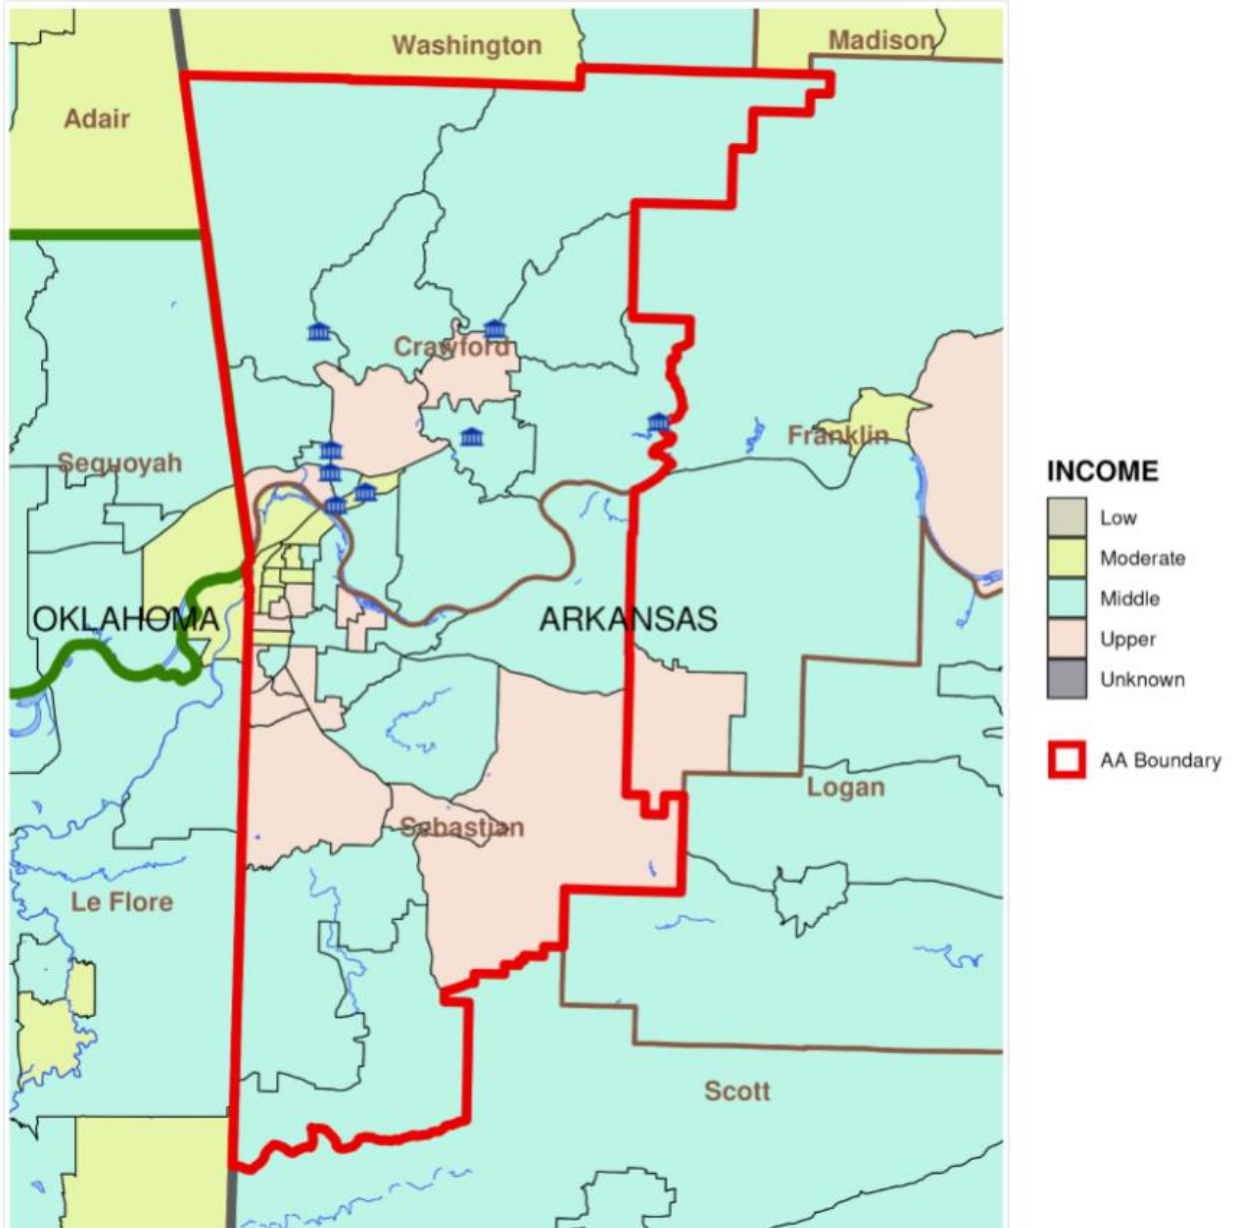 Washington
Madison
Adair
Crawford
Franklin
Sequoyah
INCOME
Low
Moderate
Middle
Upper
Unknown
AA Boundary
OKLAHOMA
ARKANSAS
Logan
Sebastian
Le Flore
Scott